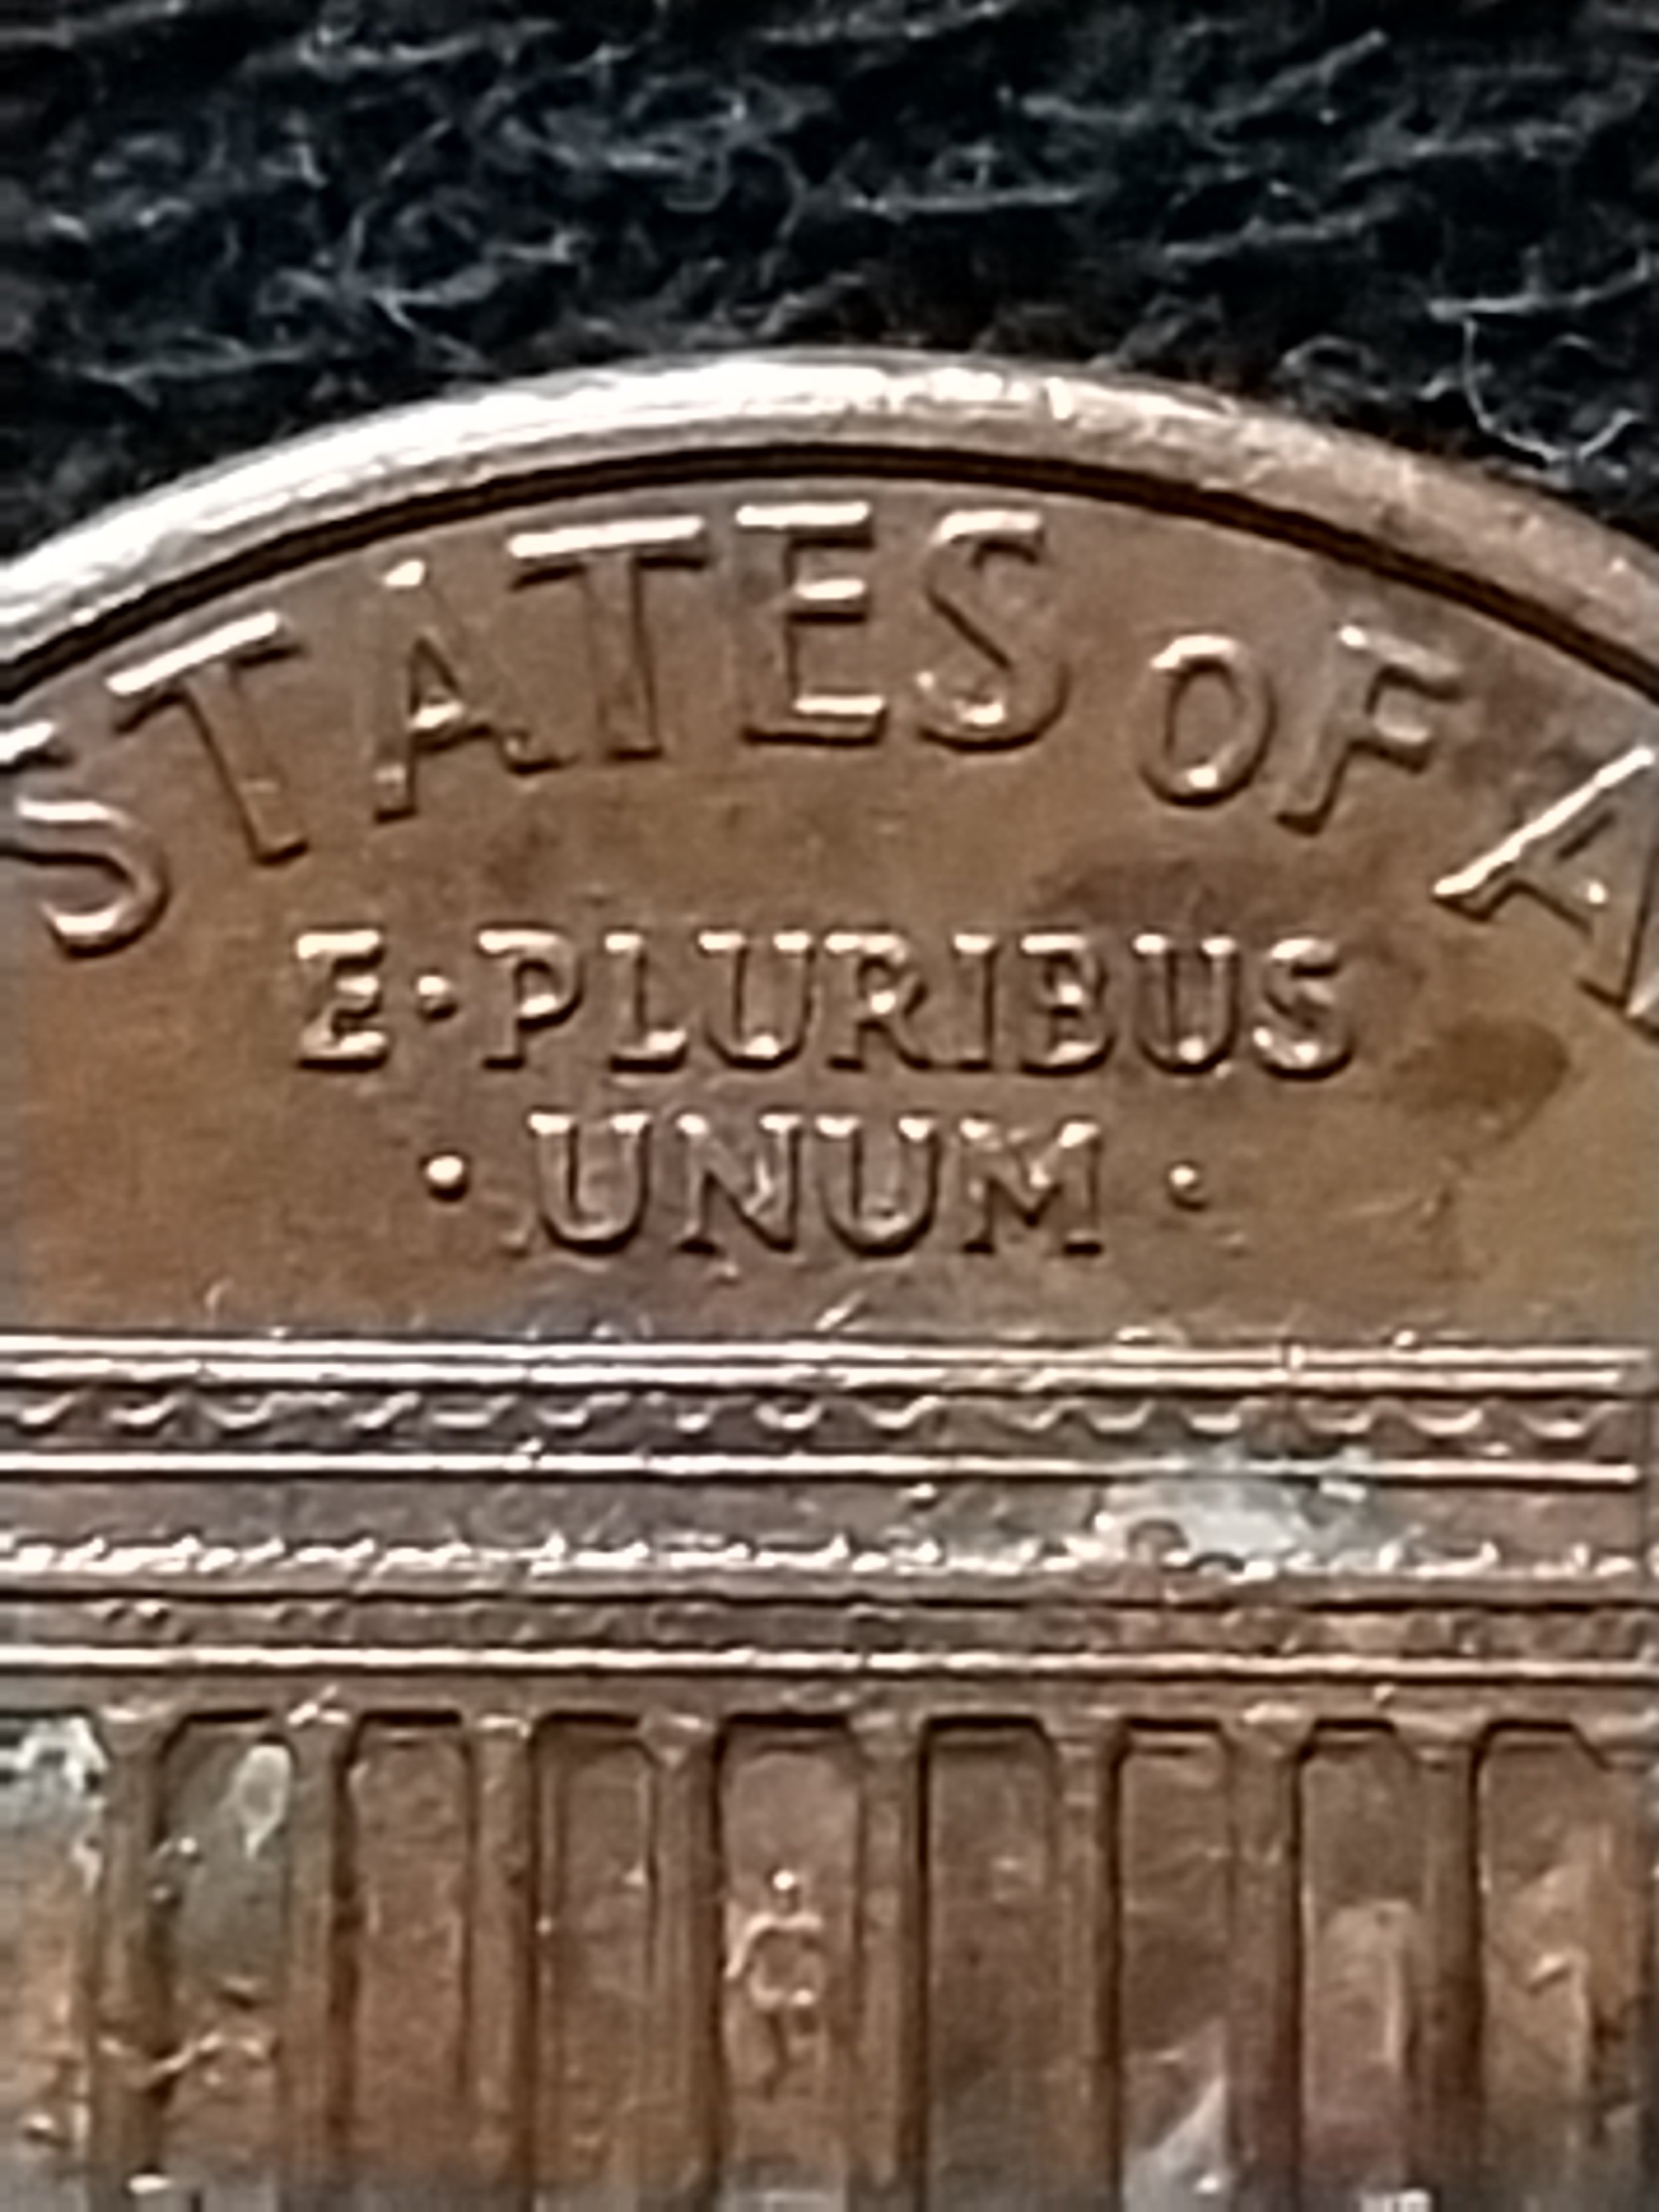 STATES OF A
E·PLURIBUS
·UNUM·